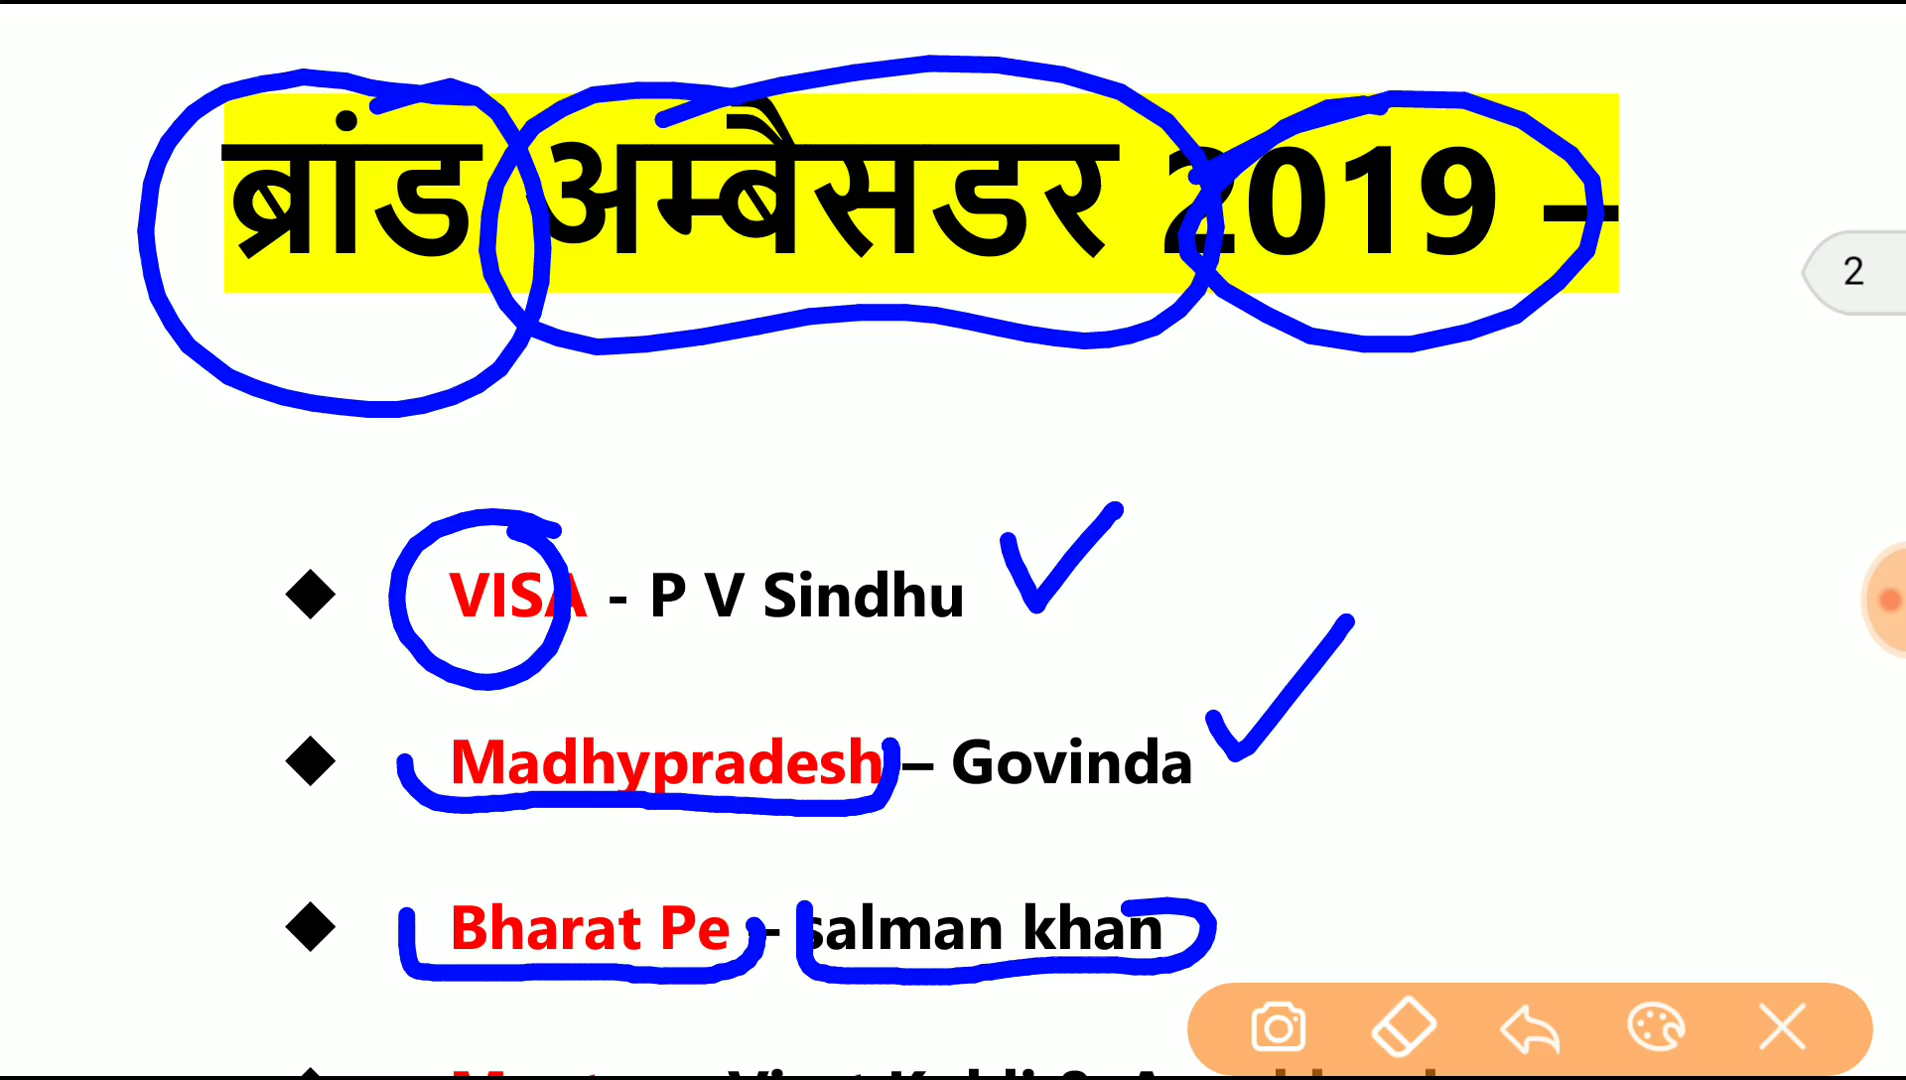 ब्रांड अम्बैसडर 2019 –
2
◆ VISA - P V Sindhu
◆ Madhypradesh – Govinda
◆ Bharat Pe - salman khan